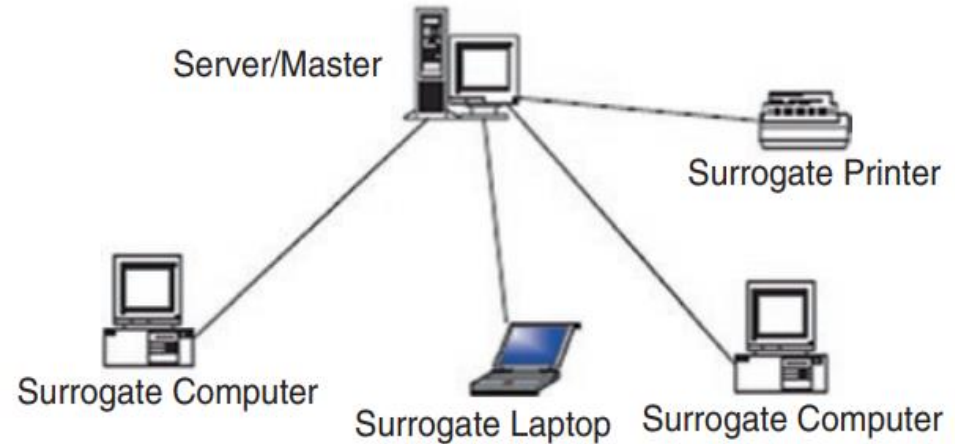 Server/Master
Surrogate Printer
Surrogate Computer
Surrogate Laptop
Surrogate Computer